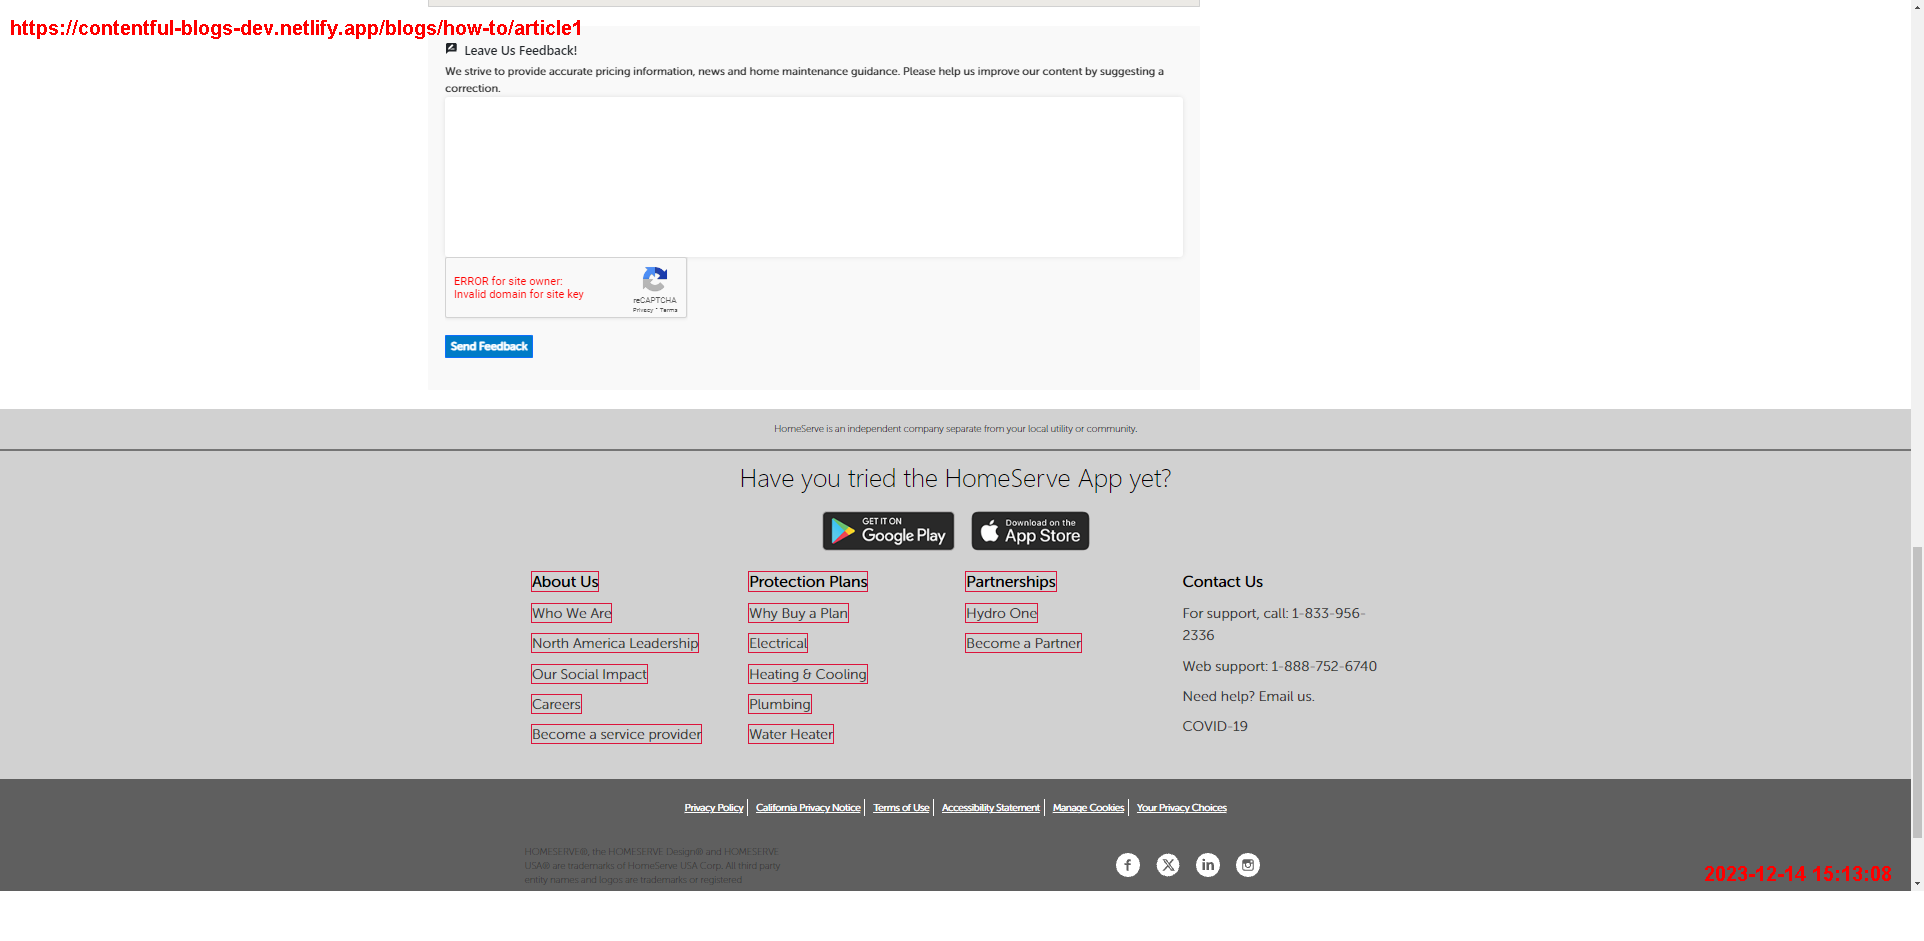 https://contentful-blogs-dev.netlify.app/blogs/how-to/article1
Leave Us Feedback!
We strive to provide accurate pricing information, news and home maintenance guidance. Please help us improve our content by suggesting a
correction.
ERROR for site owner:
Invalid domain for site key
reCAPTCHA
Privacy - Terms
Send Feedback
HomeServe is an independent company separate from your local utility or community.
Have you tried the HomeServe App yet?
GET IT ON
Google Play
Download on the
App Store
About Us
Who We Are
North America Leadership
Our Social Impact
Careers
Become a service provider
Protection Plans
Why Buy a Plan
Electrical
Heating & Cooling
Plumbing
Water Heater
Partnerships
Hydro One
Become a Partner
Contact Us
For support, call: 1-833-956-
2336
Web support: 1-888-752-6740
Need help? Email us.
COVID-19
Privacy Policy California Privacy Notice Terms of Use Accessibility Statement Manage Cookies Your Privacy Choices
HOMESERVE®, the HOMESERVE Design® and HOMESERVE
USA® are trademarks of HomeServe USA Corp. All third party
entity names and logos are trademarks or registered
2023-12-14 15:13:08